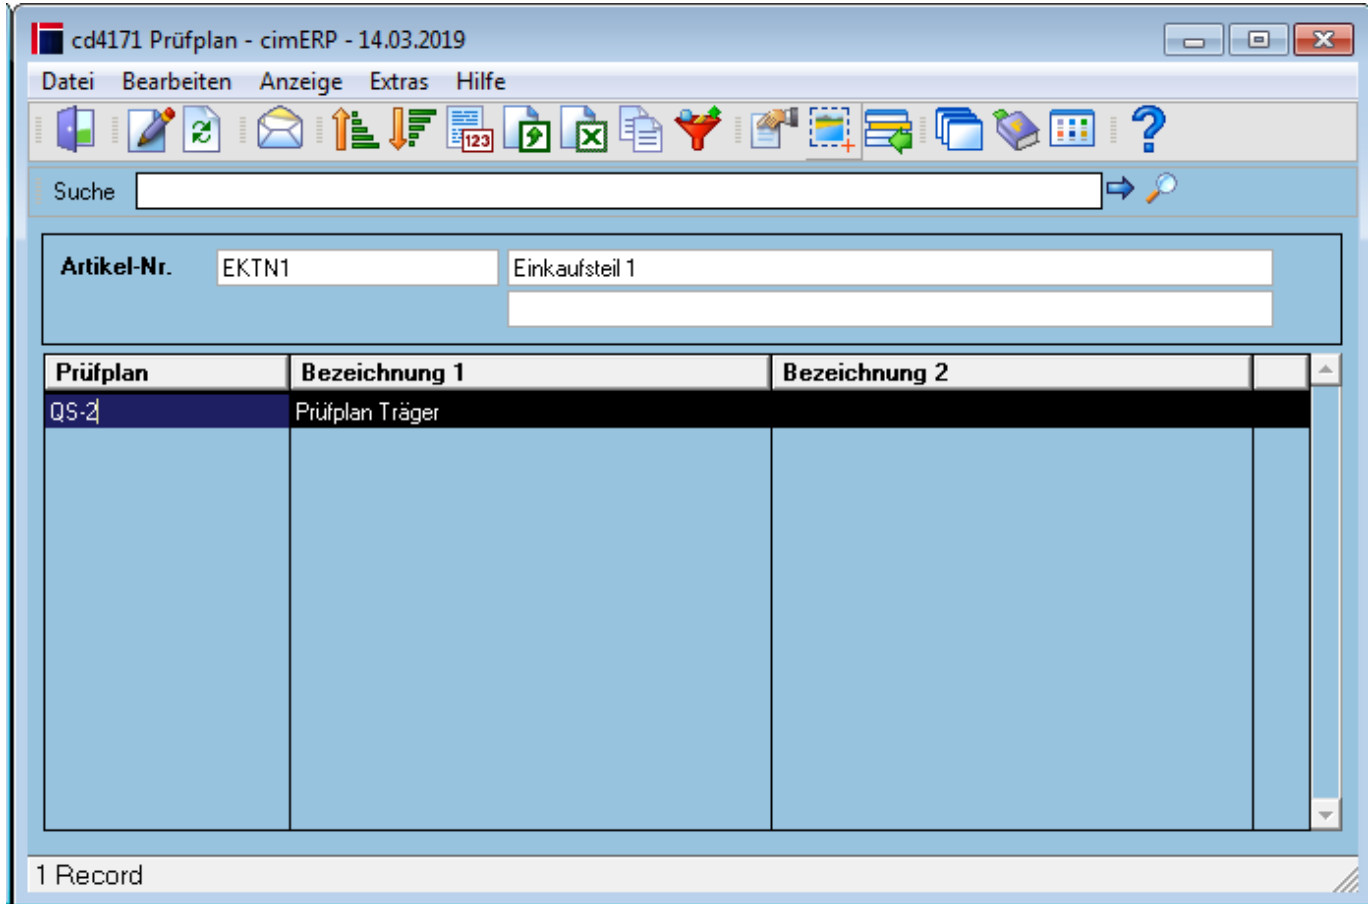 cd4171 Prüfplan - cimERP - 14.03.2019
Datei Bearbeiten Anzeige Extras Hilfe
123
?
Suche
Artikel-Nr. EKTN1 Einkaufsteil 1
Prüfplan Bezeichnung 1 Bezeichnung 2
QS-2 Prüfplan Träger
1 Record